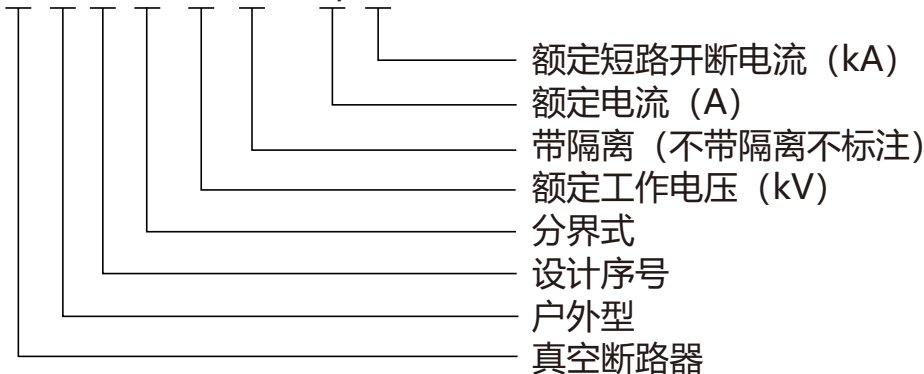 额定短路开断电流（kA）
额定电流（A）
带隔离（不带隔离不标注）
额定工作电压（kV）
分界式
设计序号
户外型
真空断路器